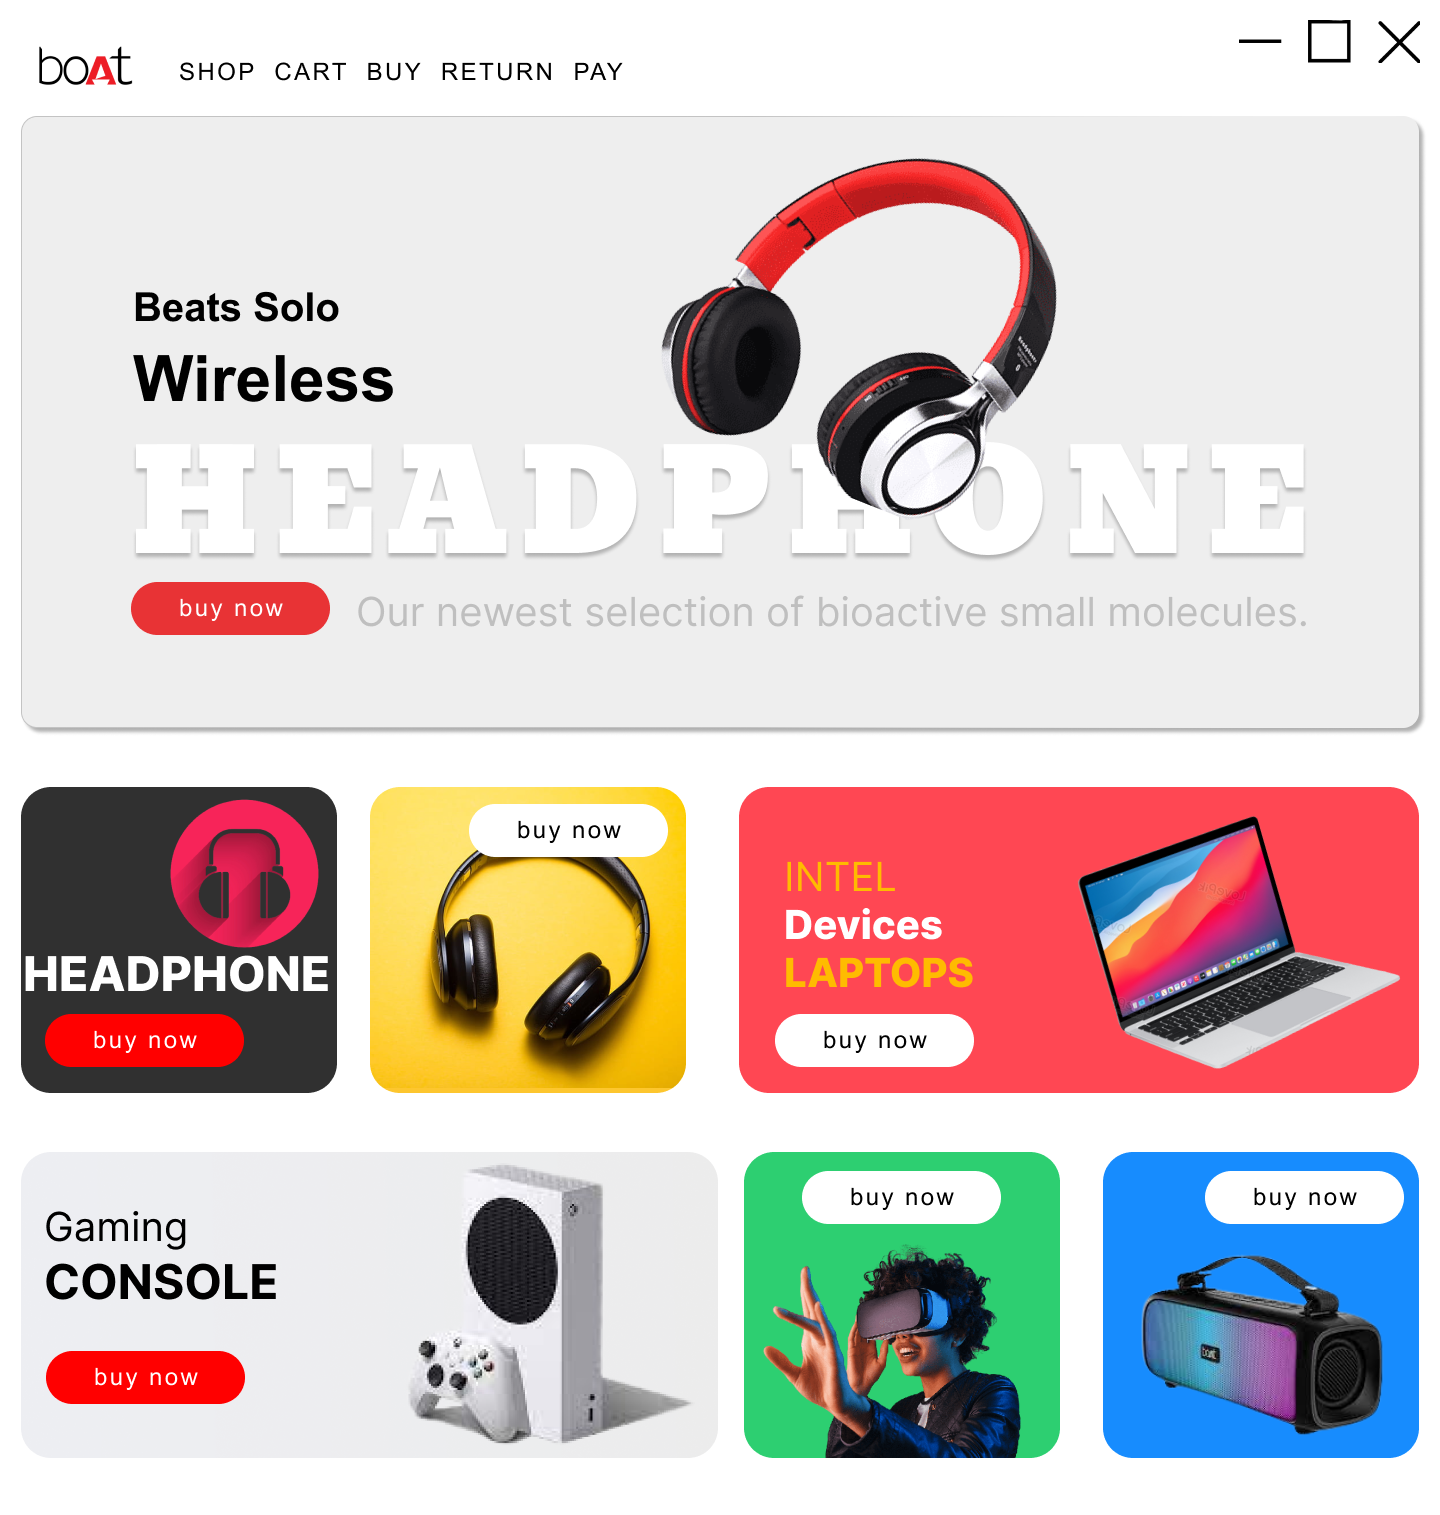 boAt
SHOP CART BUY RETURN PAY
Beats Solo
Wireless
HEADPHONE
buy now
Our newest selection of bioactive small molecules.
HEADPHONE
buy now
buy now
INTEL
Devices
LAPTOPS
buy now
Gaming
CONSOLE
buy now
buy now
buy now
boAt